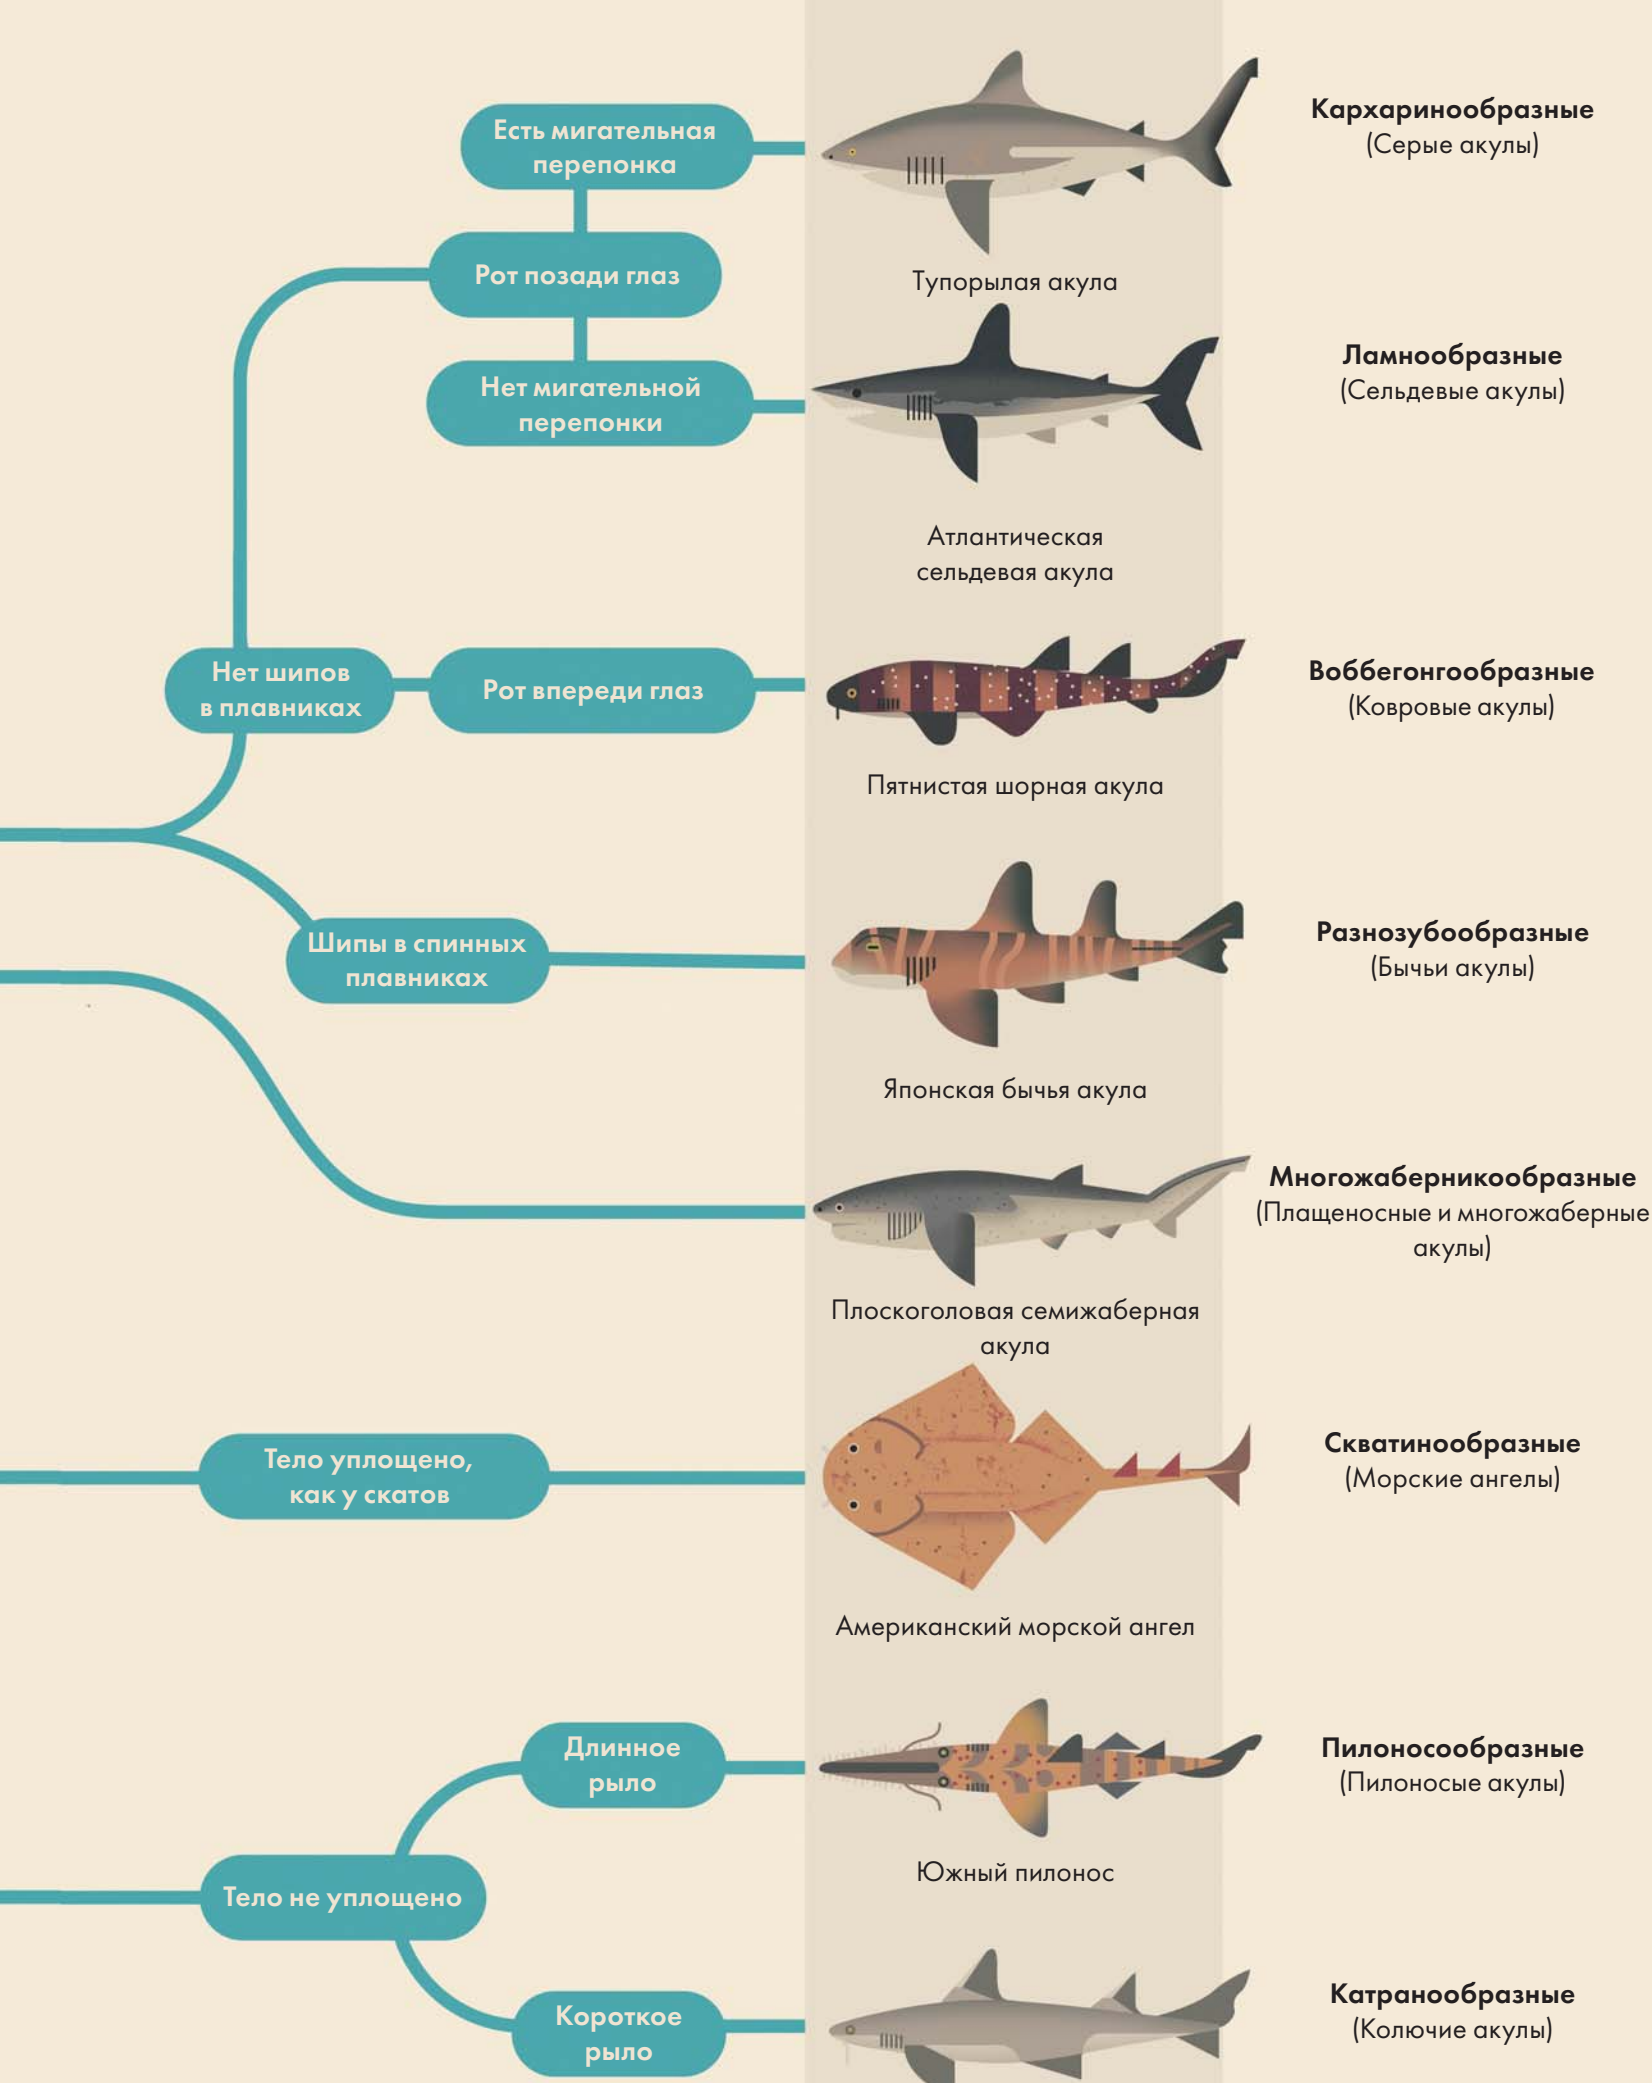 Есть мигательная
перепонка
Кархаринообразные
(Серые акулы)
Рот позади глаз
Тупорылая акула
Нет мигательной
перепонки
Ламнообразные
(Сельдевые акулы)
Атлантическая
сельдевая акула
Нет шипов
в плавниках
Рот впереди глаз
Воббегонгообразные
(Ковровые акулы)
Пятнистая шорная акула
Шипы в спинных
плавниках
Разнозубообразные
(Бычьи акулы)
Японская бычья акула
Многожаберникообразные
(Плащеносные и многожаберные
акулы)
Плоскоголовая семижаберная
акула
Тело уплощено,
как у скатов
Скватинообразные
(Морские ангелы)
Американский морской ангел
Длинное
рыло
Пилоносообразные
(Пилоносые акулы)
Южный пилонос
Тело не уплощено
Короткое
рыло
Катранообразные
(Колючие акулы)